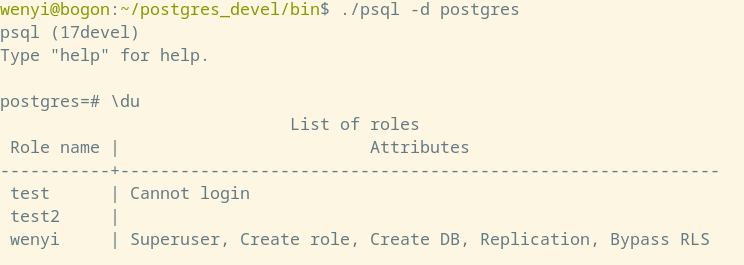 wenyi@bogon:~/postgres_devel/bin$ ./psql -d postgres
psql (17devel)
Type "help" for help.

postgres=# \du
                             List of roles
 Role name |                         Attributes
-----------+------------------------------------------------------------
 test      | Cannot login
 test2     |
 wenyi     | Superuser, Create role, Create DB, Replication, Bypass RLS